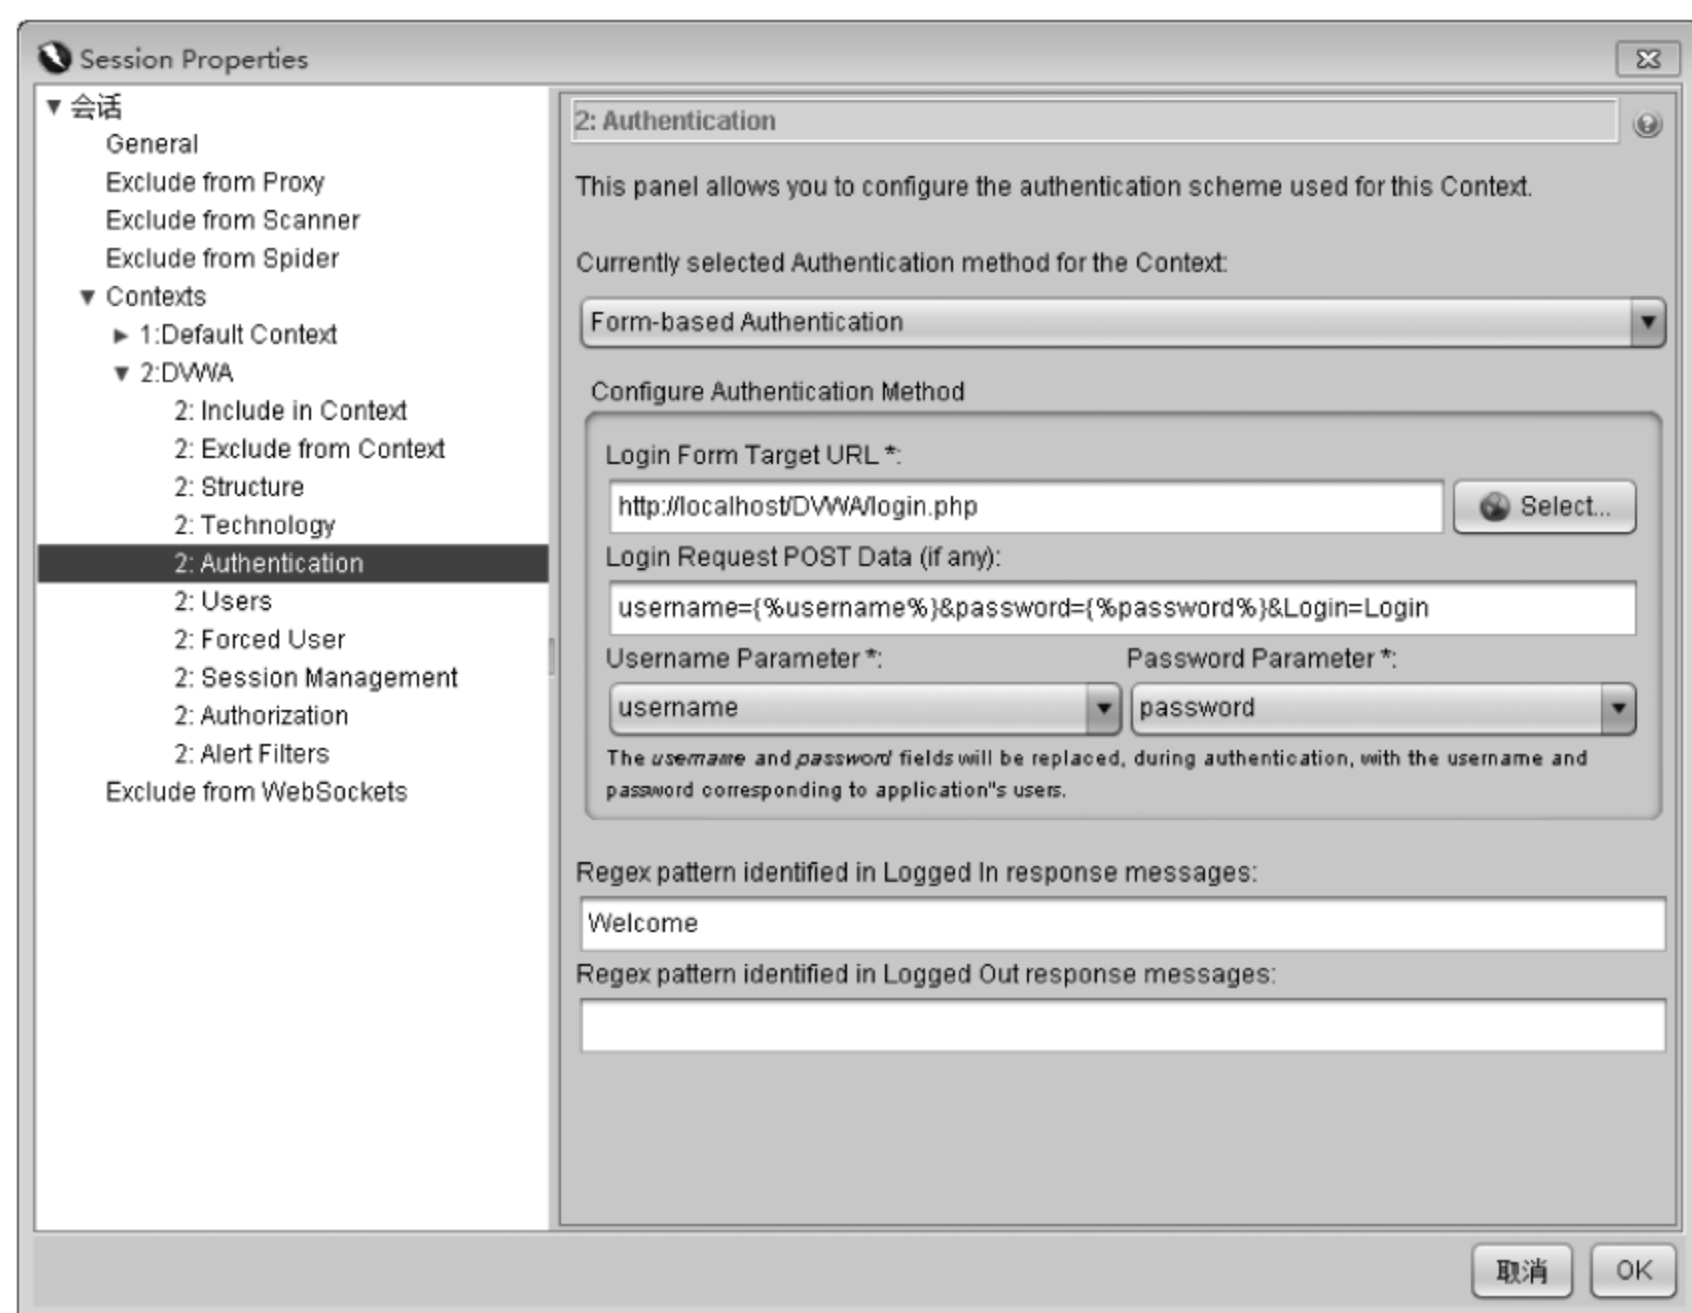 Session Properties
会话
General
Exclude from Proxy
Exclude from Scanner
Exclude from Spider
Contexts
1:Default Context
2:DVWA
2: Include in Context
2: Exclude from Context
2: Structure
2: Technology
2: Authentication
2: Users
2: Forced User
2: Session Management
2: Authorization
2: Alert Filters
Exclude from WebSockets
2: Authentication
This panel allows you to configure the authentication scheme used for this Context.
Currently selected Authentication method for the Context:
Form-based Authentication
Configure Authentication Method
Login Form Target URL *:
http://localhost/DVWA/login.php
Select...
Login Request POST Data (if any):
username={%username%}&password={%password%}&Login=Login
Username Parameter *:
Password Parameter *:
username
password
The username and password fields will be replaced, during authentication, with the username and
password corresponding to application"s users.
Regex pattern identified in Logged In response messages:
Welcome
Regex pattern identified in Logged Out response messages:
取消
OK